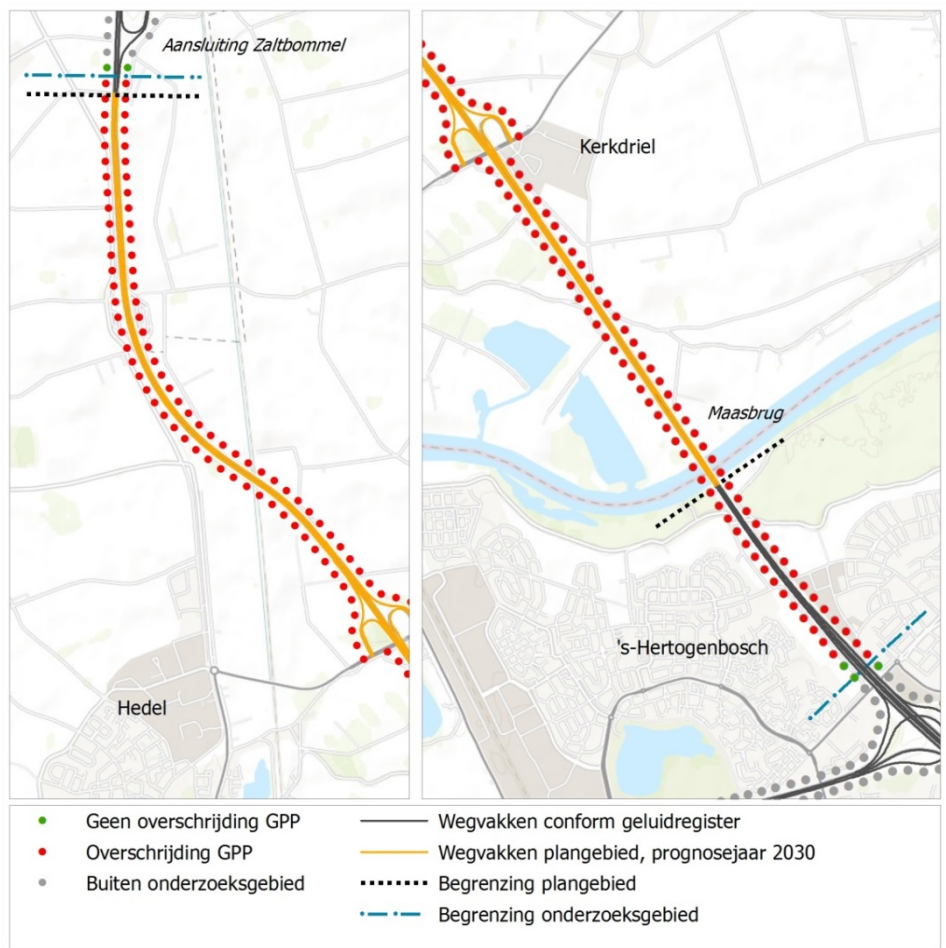 Aansluiting Zaltbommel
Hedel
Kerkdriel
Maasbrug
's-Hertogenbosch
Geen overschrijding GPP
Overschrijding GPP
Buiten onderzoeksgebied
Wegvakken conform geluidregister
Wegvakken plangebied, prognosejaar 2030
Begrenzing plangebied
Begrenzing onderzoeksgebied